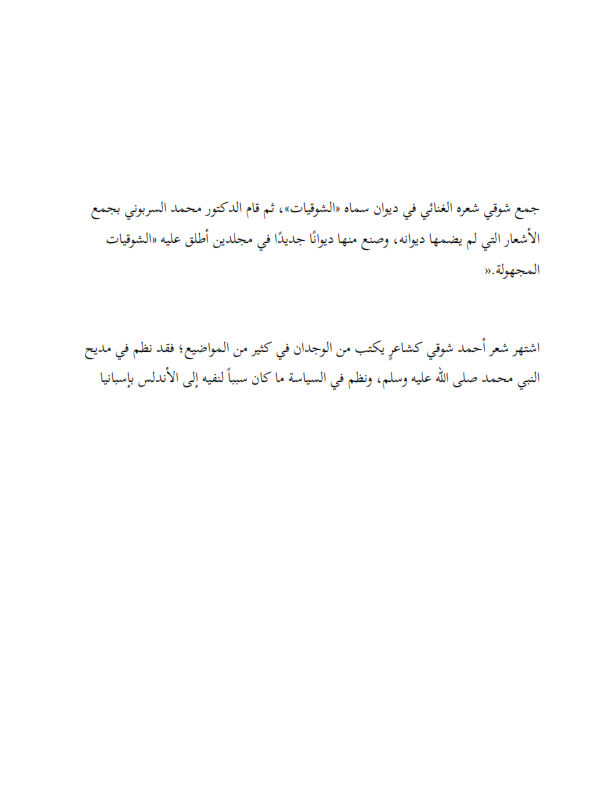 جمع شوقي شعره الغنائي في ديوان سماه «الشوقيات»، ثم قام الدكتور محمد السربوني بجمع
الأشعار التي لم يضمها ديوانه، وصنع منها ديوانًا جديدًا في مجلدين أطلق عليه «الشوقيات
المجهولة.»
اشتهر شعر أحمد شوقي كشاعرٍ يكتب من الوجدان في كثير من المواضيع؛ فقد نظم في مديح
النبي محمد صلى الله عليه وسلم، ونظم في السياسة ما كان سبباً لنفيه إلى الأندلس بإسبانيا